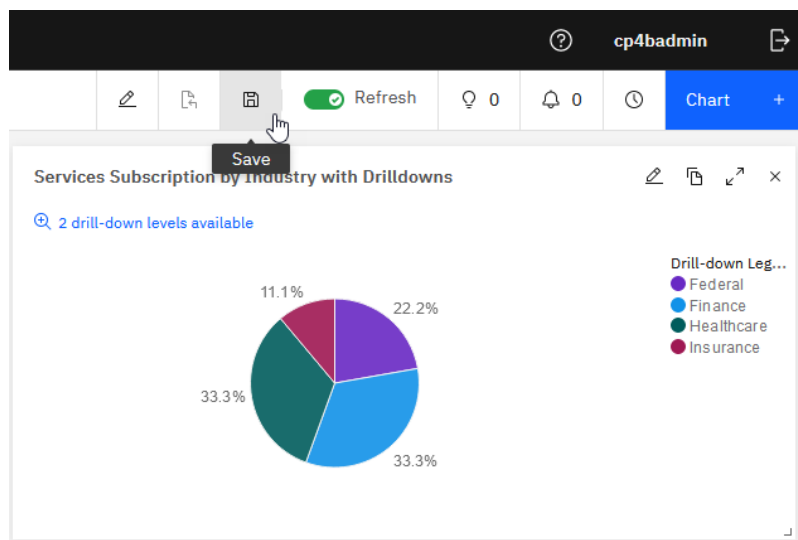 cp4badmin
Refresh
0
0
Chart +
Save
Services Subscription by Industry with Drilldowns
2 drill-down levels available
Drill-down Leg...
Federal
Finance
Healthcare
Insurance
11.1%
22.2%
33.3%
33.3%